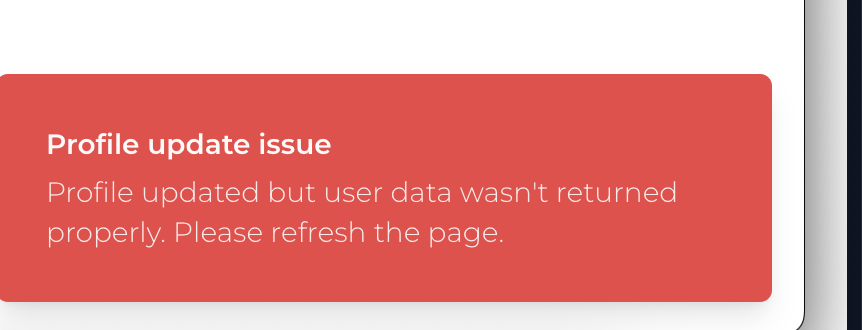 Profile update issue
Profile updated but user data wasn't returned
properly. Please refresh the page.